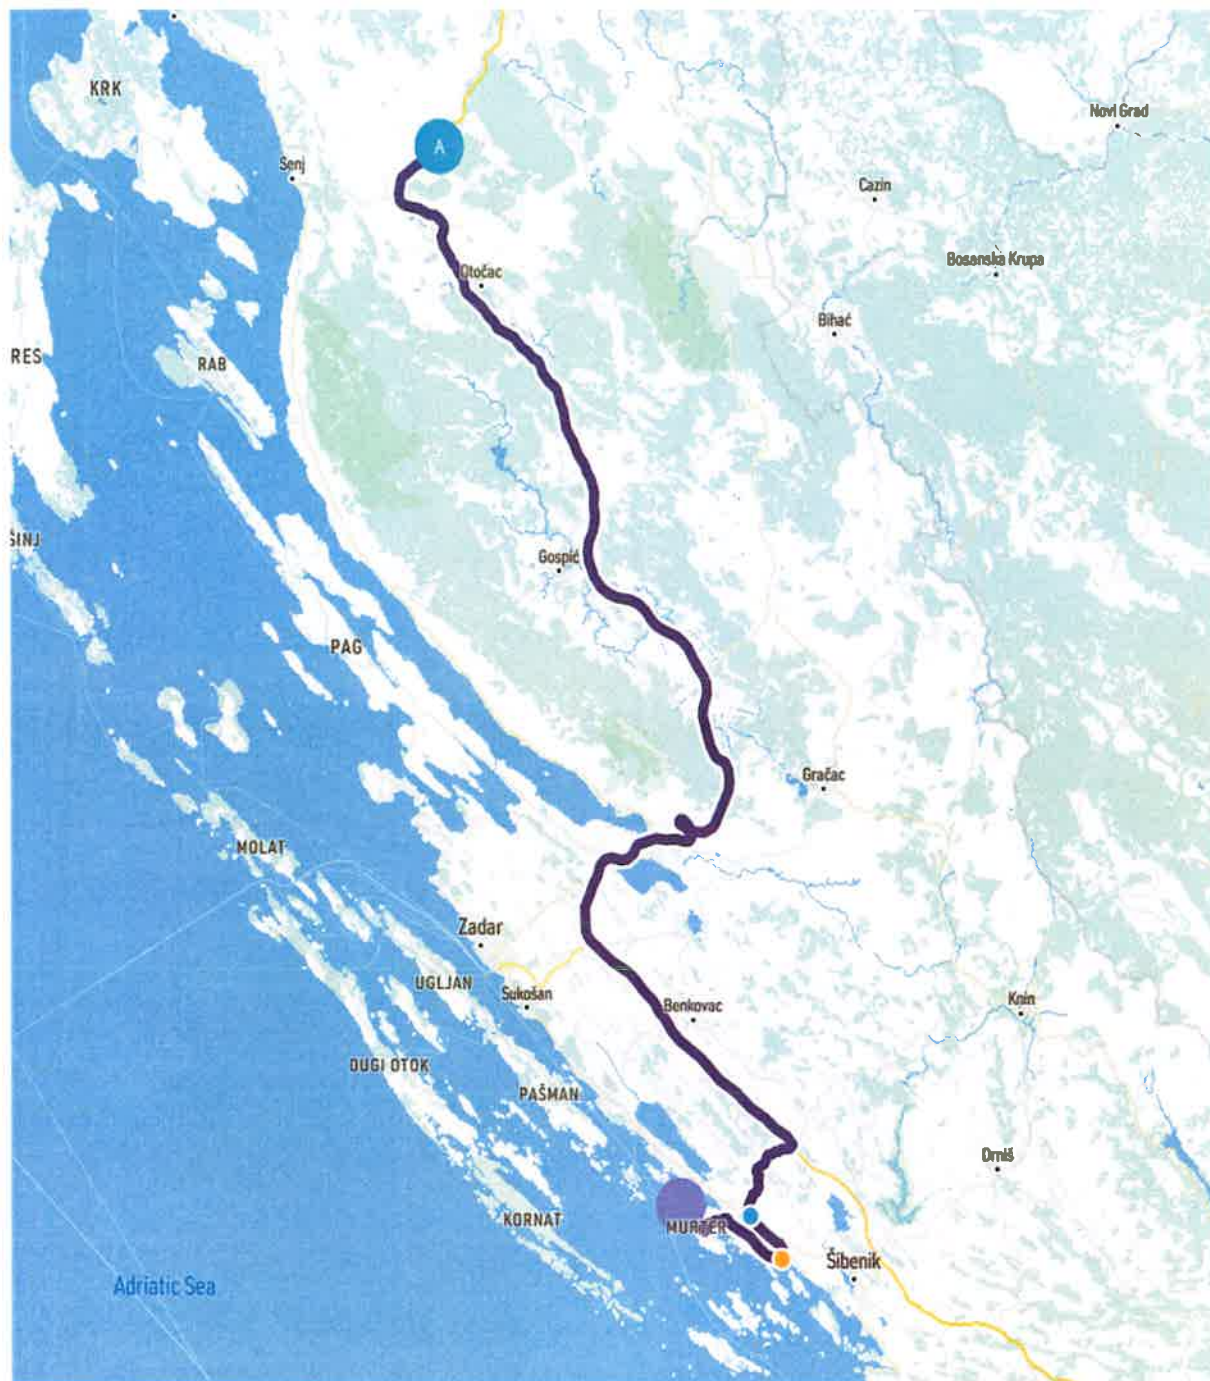 KRK
Novi Grad
A
Senj
Cazin
Bosanska Krupa
Otočac
Bihać
RES
RAB
ŠINJ
Gospić
PAG
Gračac
MOLAT
Zadar
UGLJAN
Sukošan
Benkovac
Knin
DUGI OTOK
PAŠMAN
Drniš
KORNAT
MURTER
Šibenik
Adriatic Sea